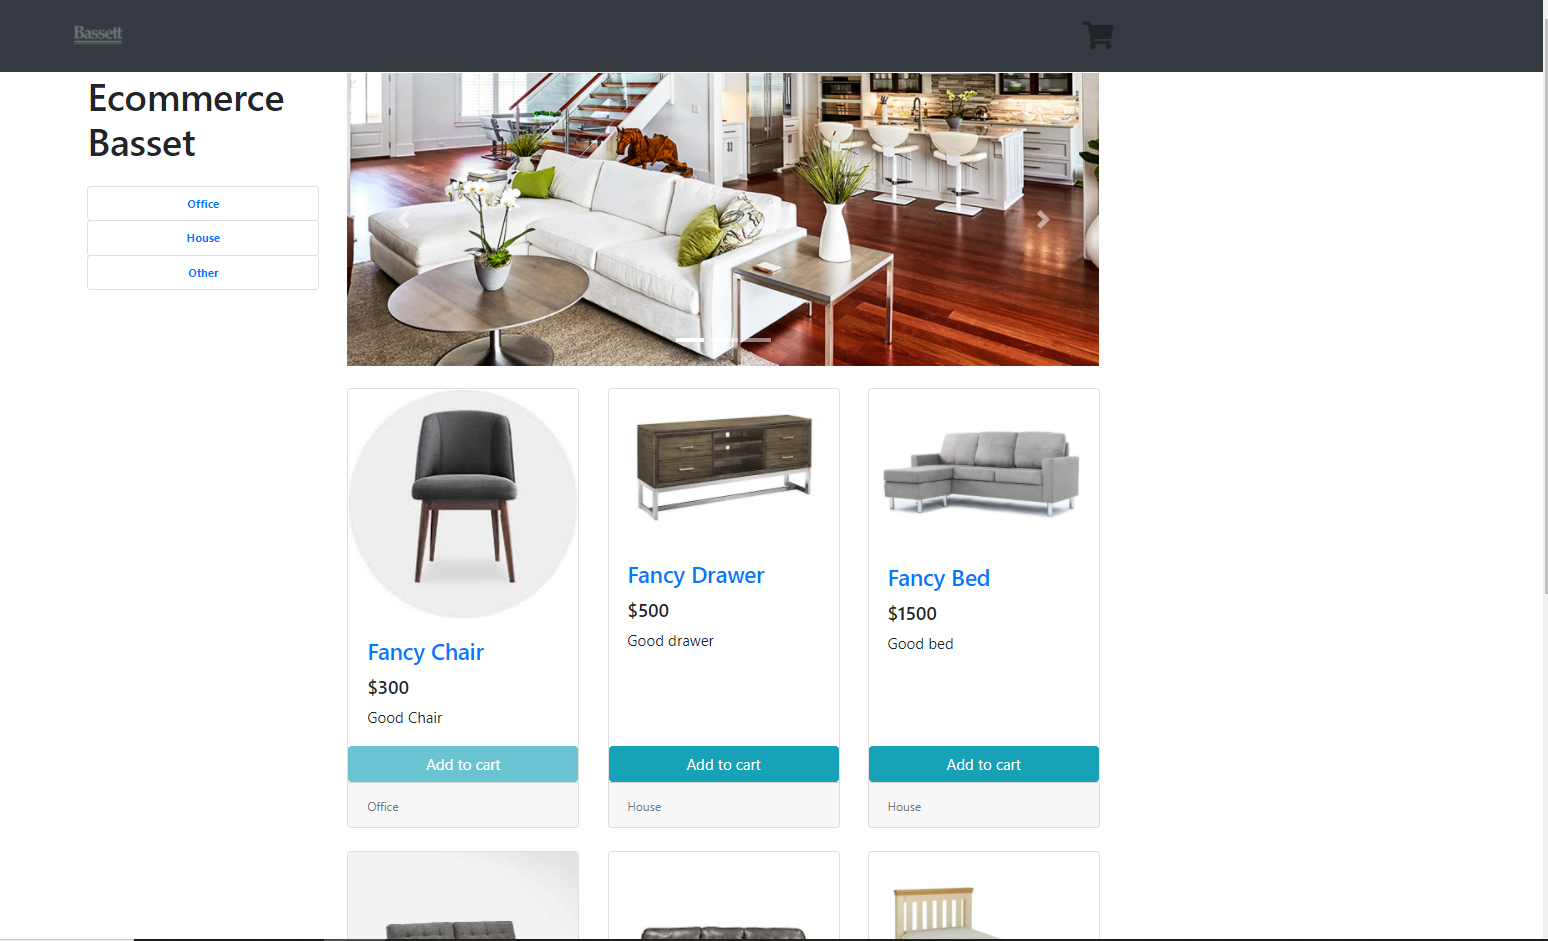 Bassett
Ecommerce
Basset
Office
House
Other
Fancy Chair
$300
Good Chair
Add to cart
Office
Fancy Drawer
$500
Good drawer
Add to cart
House
Fancy Bed
$1500
Good bed
Add to cart
House